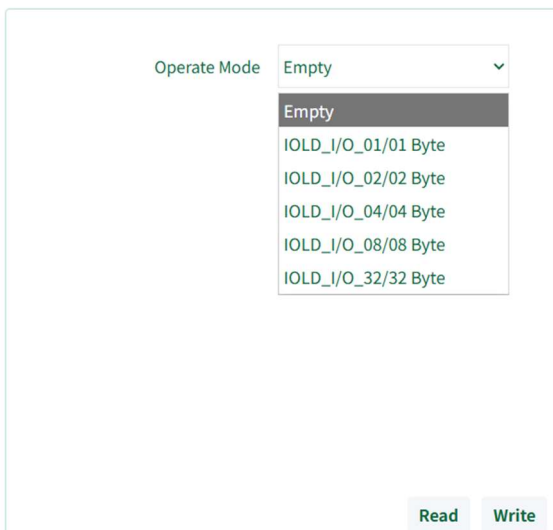 Operate Mode Empty
Empty
IOLD_I/O_01/01 Byte
IOLD_I/O_02/02 Byte
IOLD_I/O_04/04 Byte
IOLD_I/O_08/08 Byte
IOLD_I/O_32/32 Byte
Read Write